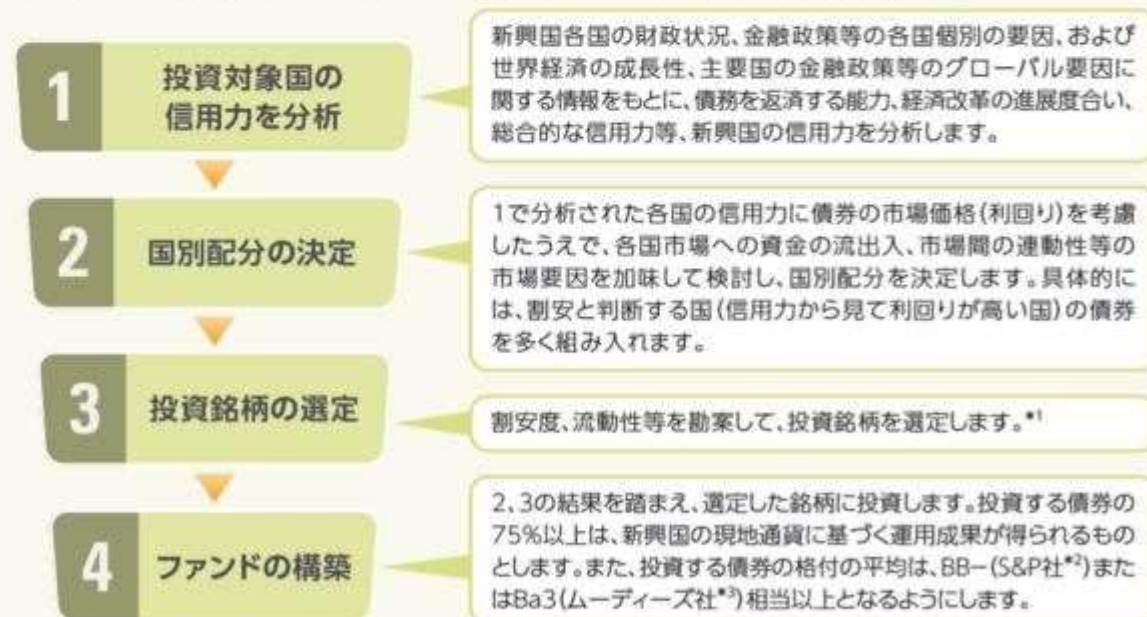 1
投資対象国の
信用力を分析
新興国各国の財政状況、金融政策等の各国個別の要因、および
世界経済の成長性、主要国の金融政策等のグローバル要因に
関する情報をもとに、債務を返済する能力、経済改革の進展度合い、
総合的な信用力等、新興国の信用力を分析します。
2
国別配分の決定
1で分析された各国の信用力に債券の市場価格(利回り)を考慮
したうえで、各国市場への資金の流出入、市場間の連動性等の
市場要因を加味して検討し、国別配分を決定します。具体的に
は、割安と判断する国(信用力から見て利回りが高い国)の債券
を多く組み入れます。
3
投資銘柄の選定
割安度、流動性等を勘案して、投資銘柄を選定します。*1
4
ファンドの構築
2、3の結果を踏まえ、選定した銘柄に投資します。投資する債券の
75%以上は、新興国の現地通貨に基づく運用成果が得られるもの
とします。また、投資する債券の格付の平均は、BB−(S&P社*2)また
はBa3(ムーディーズ社*3)相当以上となるようにします。